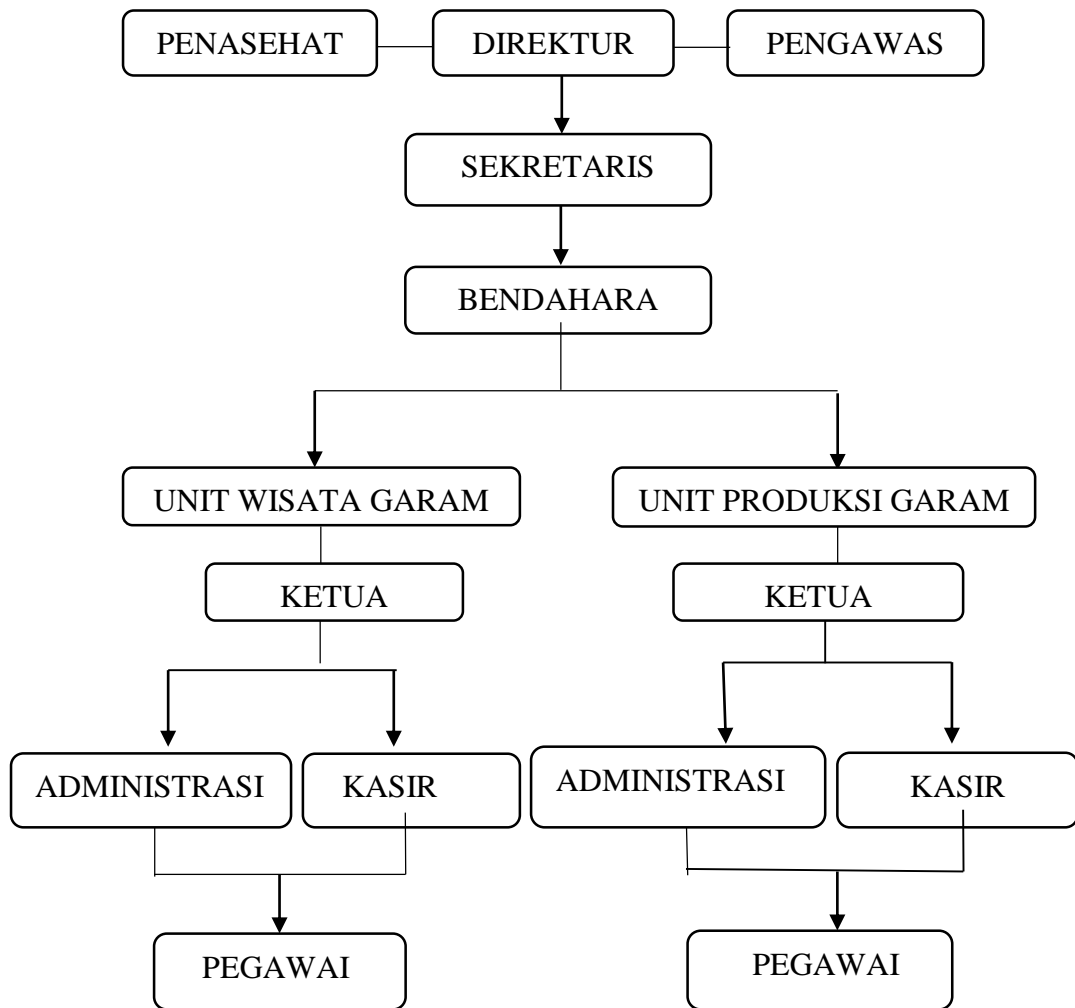 PENASEHAT
DIREKTUR
PENGAWAS
SEKRETARIS
BENDAHARA
UNIT WISATA GARAM
UNIT PRODUKSI GARAM
KETUA
KETUA
ADMINISTRASI
KASIR
ADMINISTRASI
KASIR
PEGAWAI
PEGAWAI